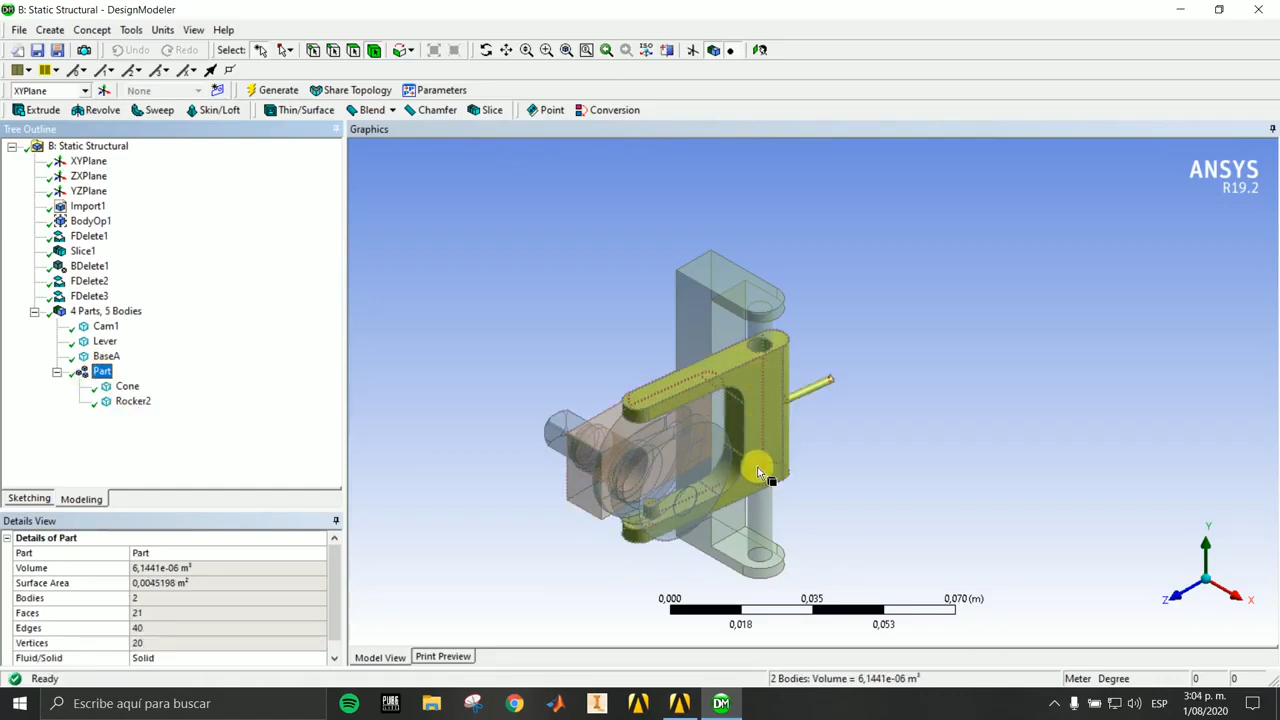 B: Static Structural - DesignModeler
File Create Concept Tools Units View Help
Undo Redo Select:
XYPlane None Generate Share Topology Parameters
Extrude Revolve Sweep Skin/Loft Thin/Surface Blend Chamfer Slice Point Conversion
Tree Outline
B: Static Structural
XYPlane
ZXPlane
YZPlane
Import1
BodyOp1
FDelete1
Slice1
BDelete1
FDelete2
FDelete3
4 Parts, 5 Bodies
Cam1
Lever
BaseA
Part
Cone
Rocker2
Sketching Modeling
Details View
Details of Part
Part Part
Volume 6,1441e-06 m³
Surface Area 0,0045198 m²
Bodies 2
Faces 21
Edges 40
Vertices 20
Fluid/Solid Solid
Graphics
ANSYS
R19.2
0,000 0,035 0,070 (m)
0,018 0,053
Y
Z X
Model View Print Preview
Ready 2 Bodies: Volume = 6,1441e-06 m³ Meter Degree 0 0
Escribe aquí para buscar
ESP
3:04 p. m.
1/08/2020